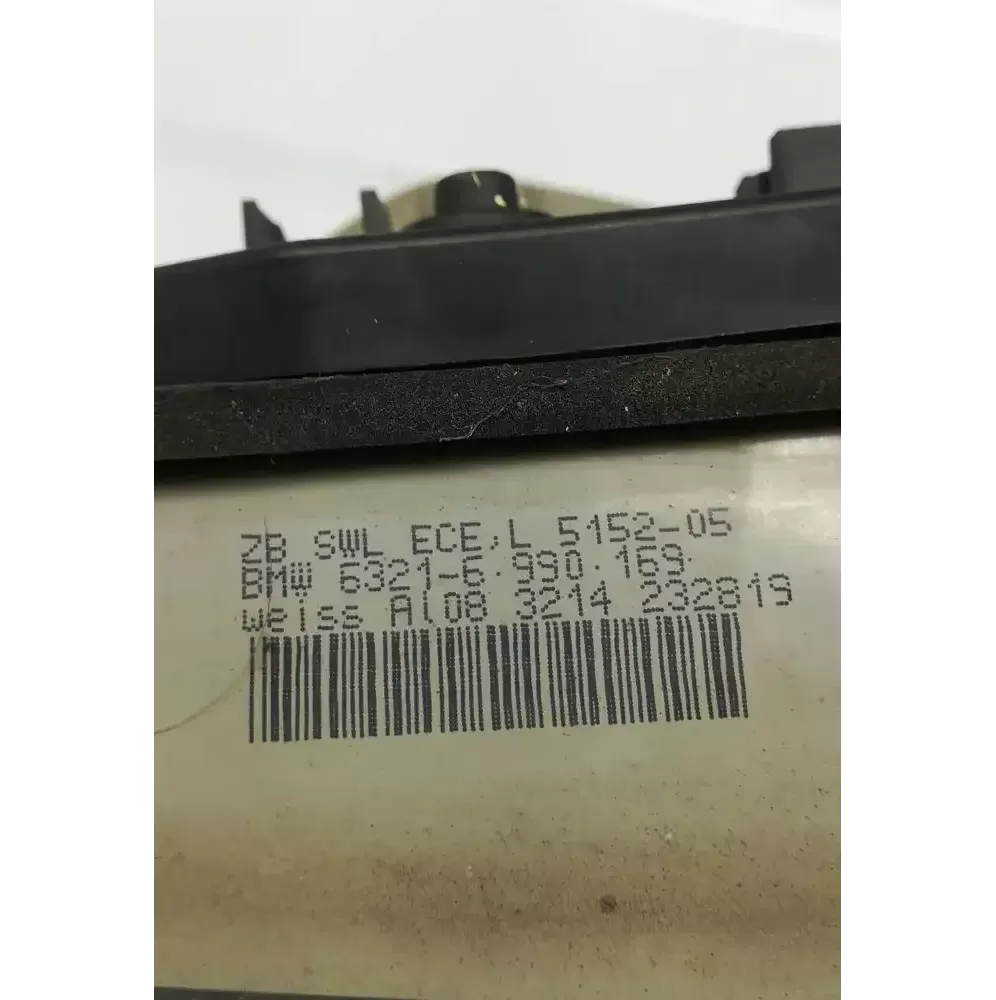 ZB SWL ECE,L 5152-05
BMW 6321-6.990.169.
weiss Al08 3214 232819